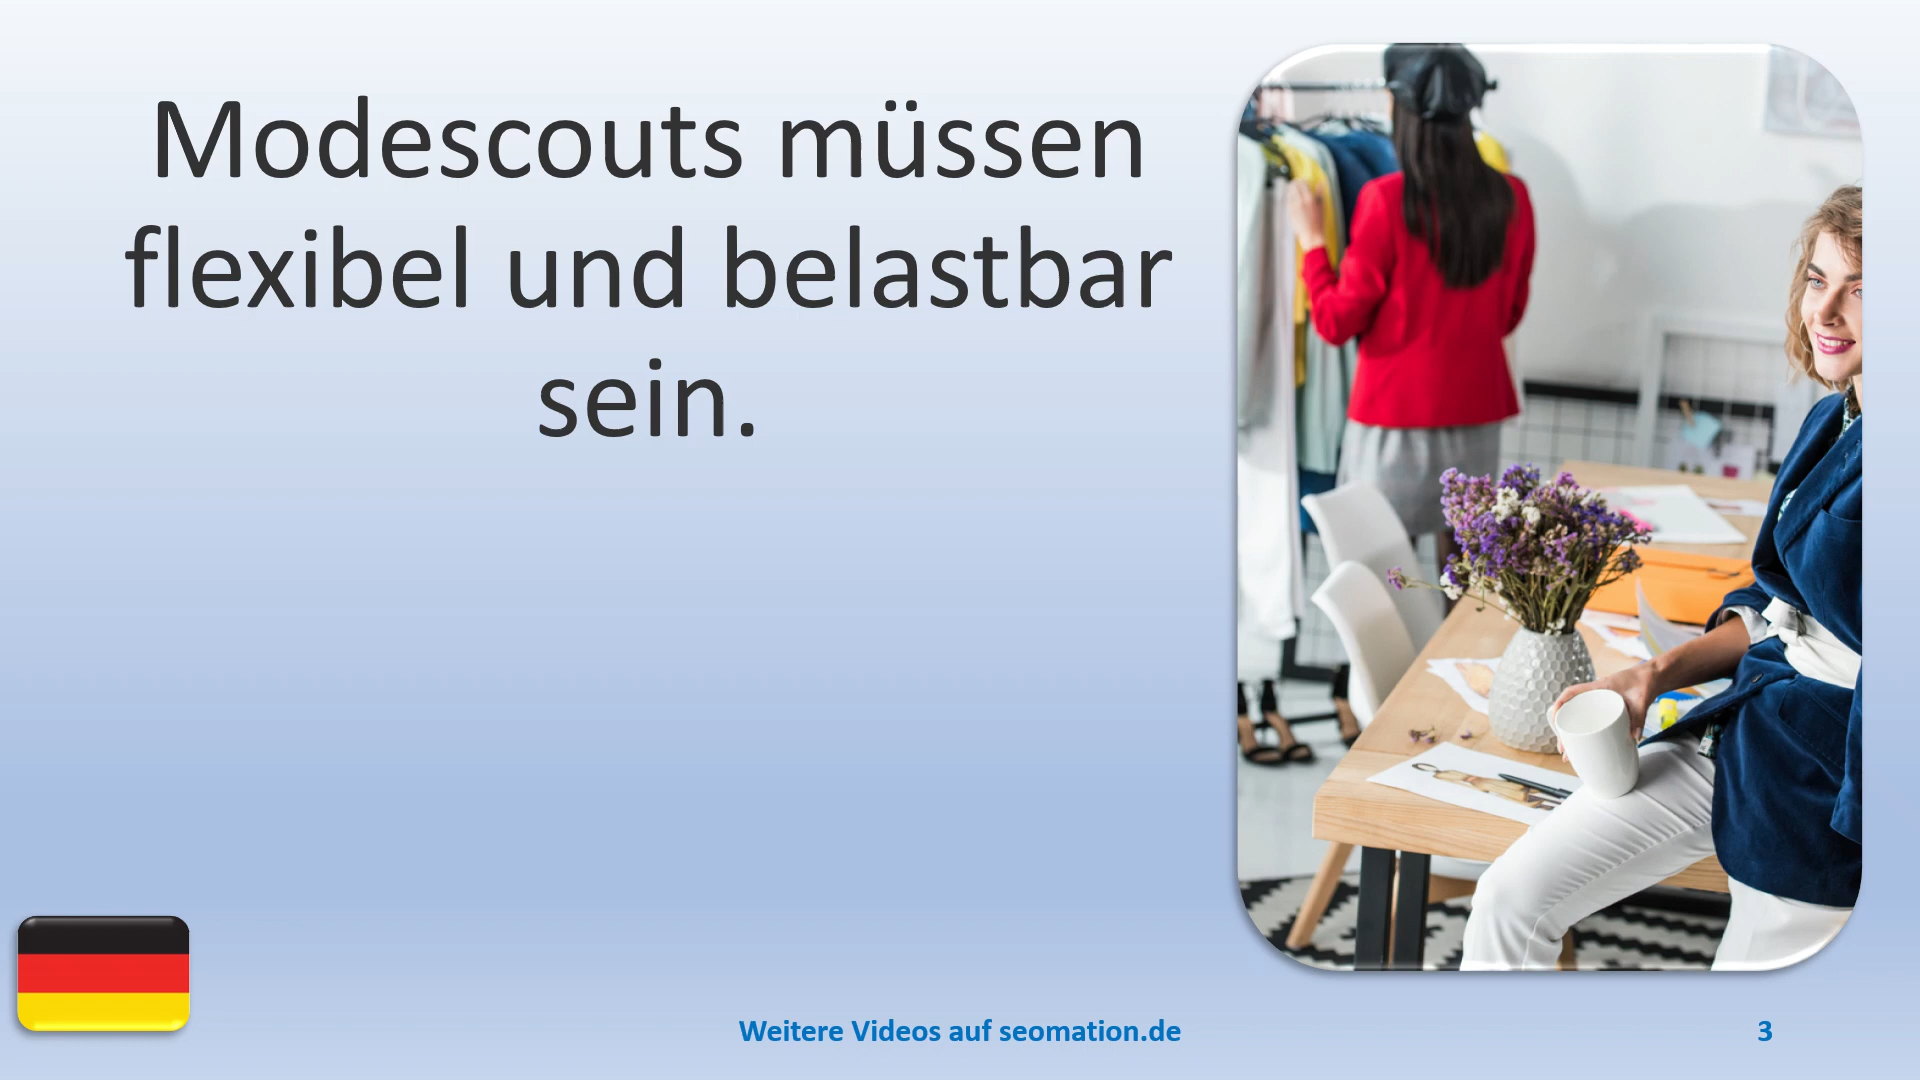 Modescouts müssen
flexibel und belastbar
sein.
Weitere Videos auf seomation.de
3